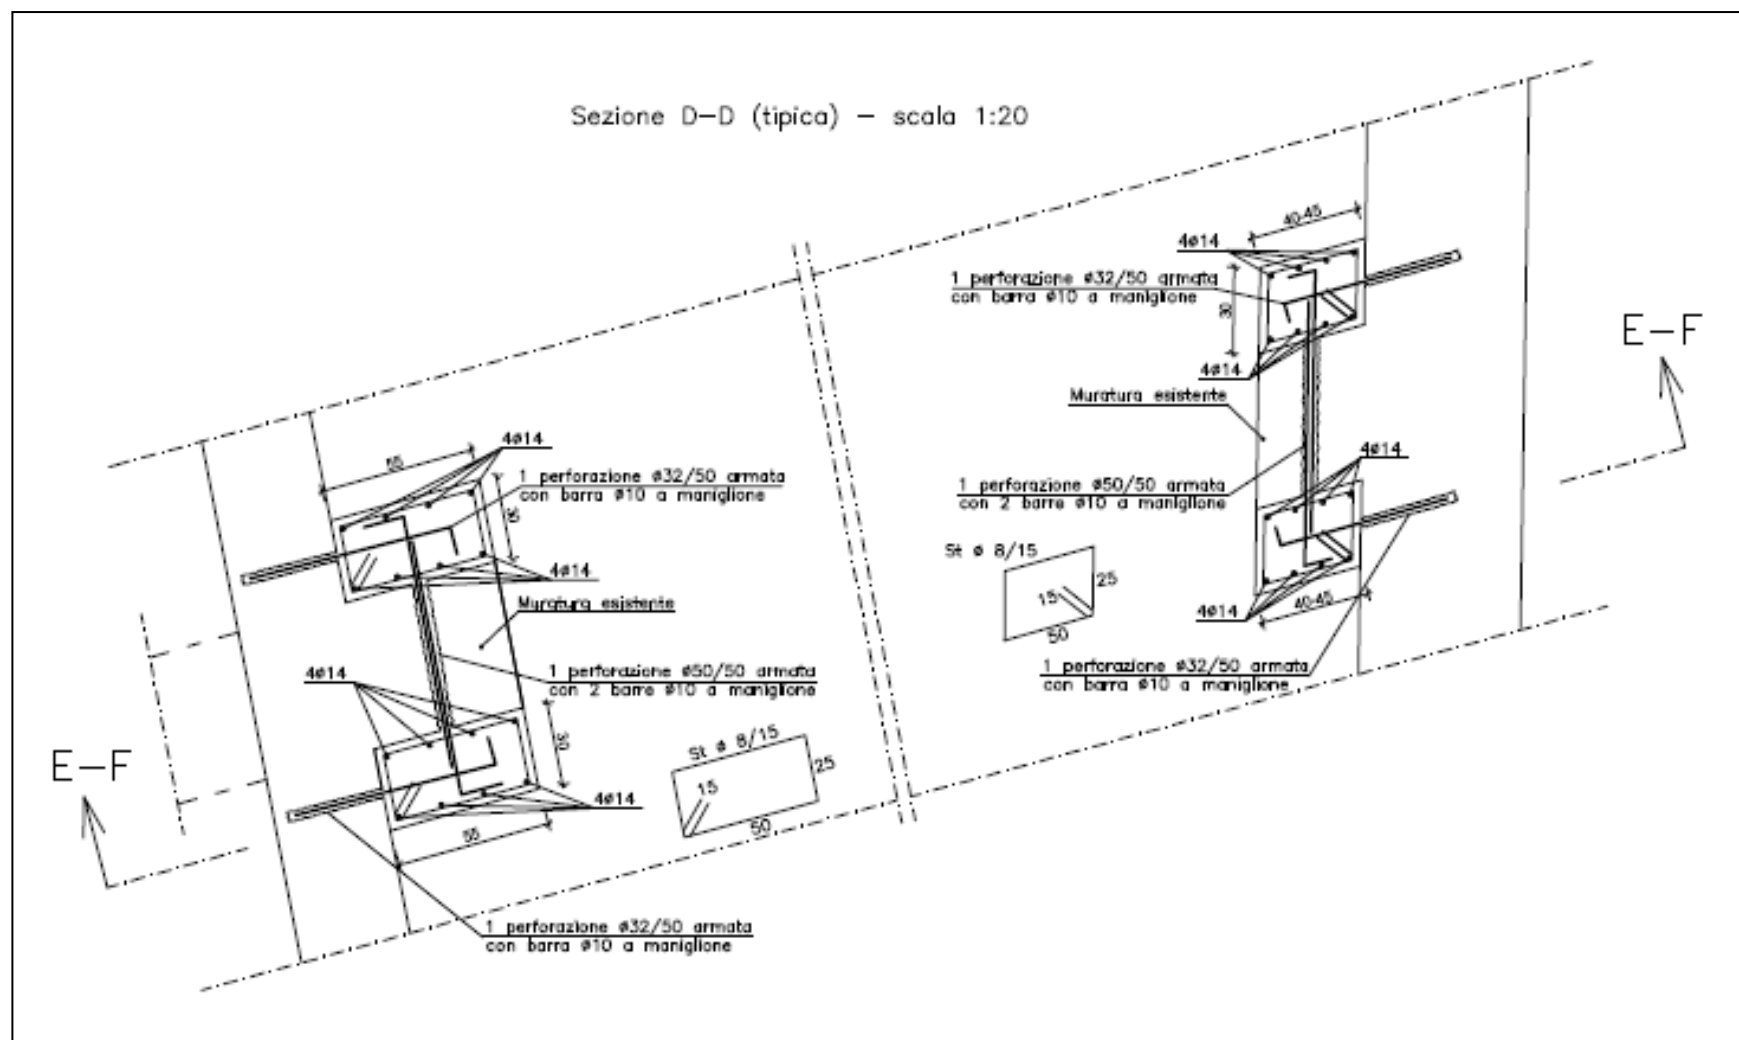 Sezione D–D (tipica) – scala 1:20
40-45
4ø14
1 perforazione ø32/50 armata
con barra ø10 a maniglione
30
4ø14
Muratura esistente
E–F
4ø14
1 perforazione ø50/50 armata
con 2 barre ø10 a maniglione
St ø 8/15
25
15
50
4ø14
40-45
1 perforazione ø32/50 armata
con barra ø10 a maniglione
4ø14
55
1 perforazione ø32/50 armata
con barra ø10 a maniglione
30
4ø14
Muratura esistente
4ø14
1 perforazione ø50/50 armata
con 2 barre ø10 a maniglione
30
St ø 8/15
25
15
50
E–F
4ø14
55
1 perforazione ø32/50 armata
con barra ø10 a maniglione